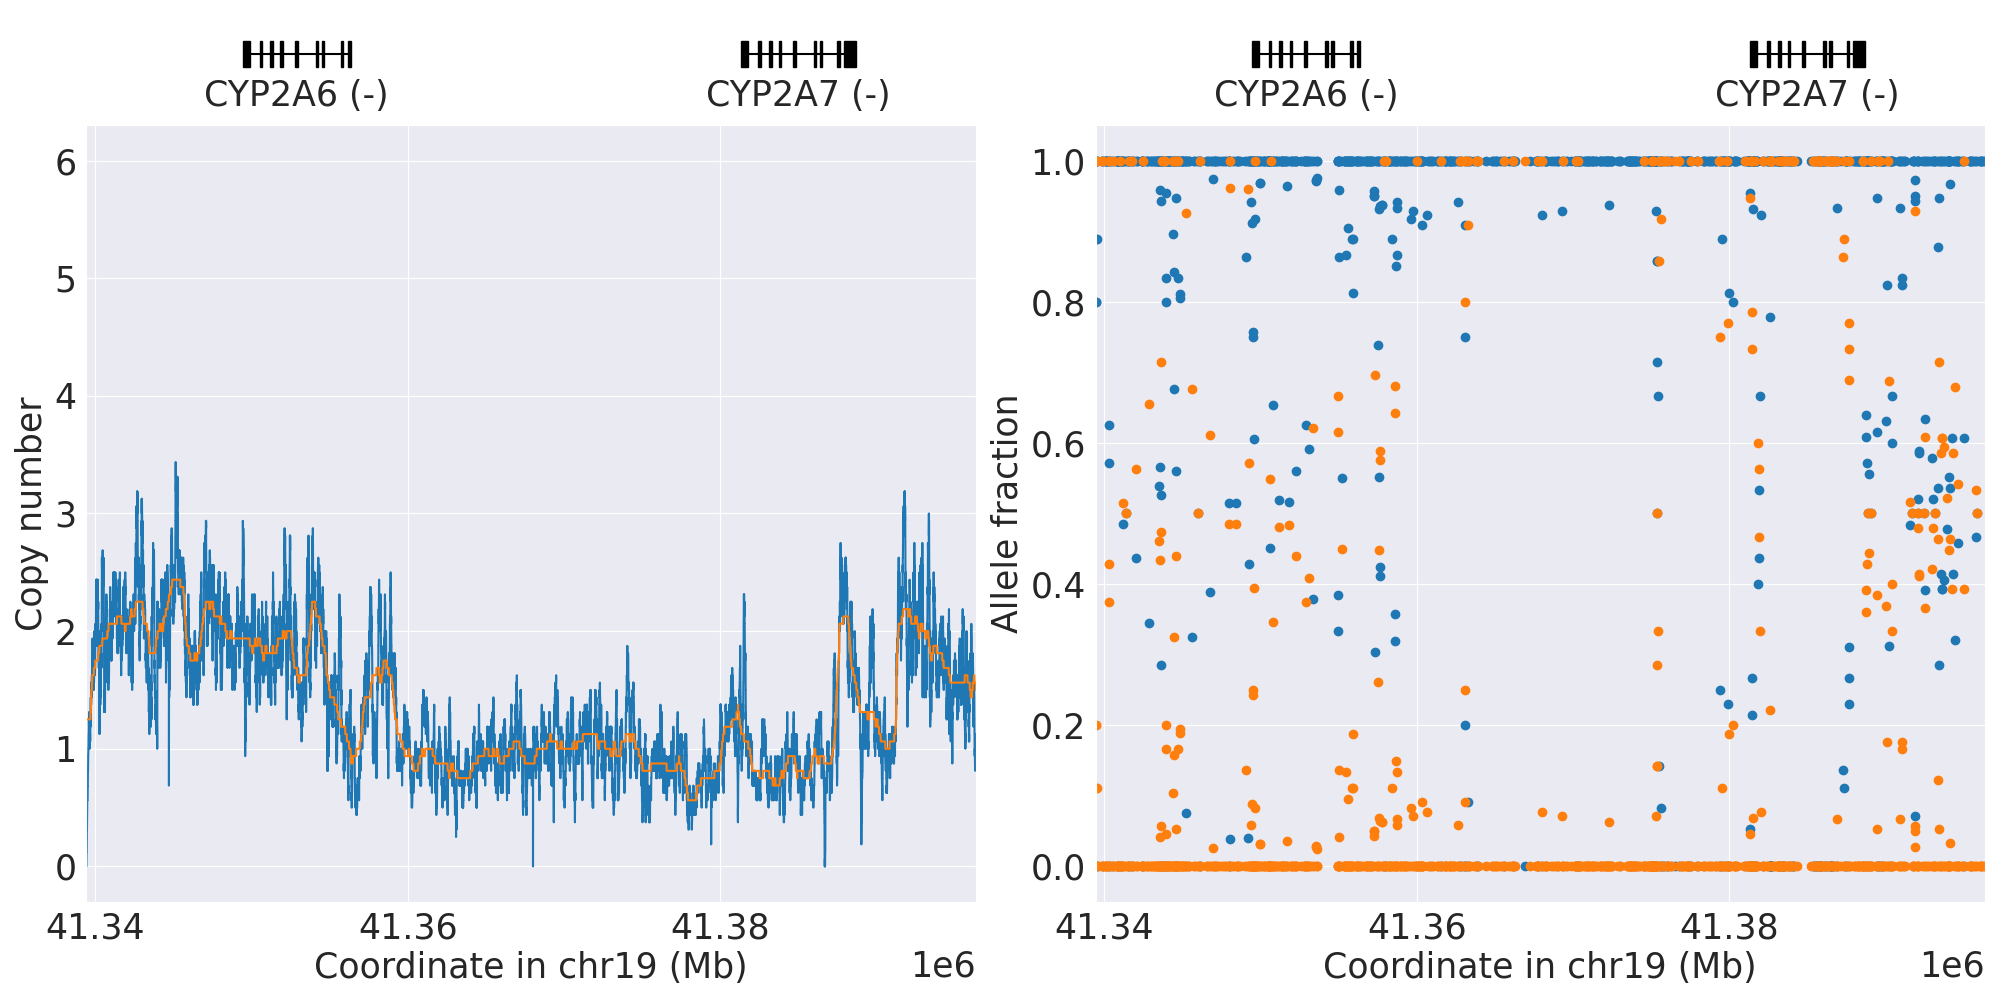 CYP2A6 (-)
CYP2A7 (-)
6
5
4
3
2
1
0
Copy number
41.34
41.36
41.38
Coordinate in chr19 (Mb)
1e6
CYP2A6 (-)
CYP2A7 (-)
1.0
0.8
0.6
0.4
0.2
0.0
Allele fraction
41.34
41.36
41.38
Coordinate in chr19 (Mb)
1e6